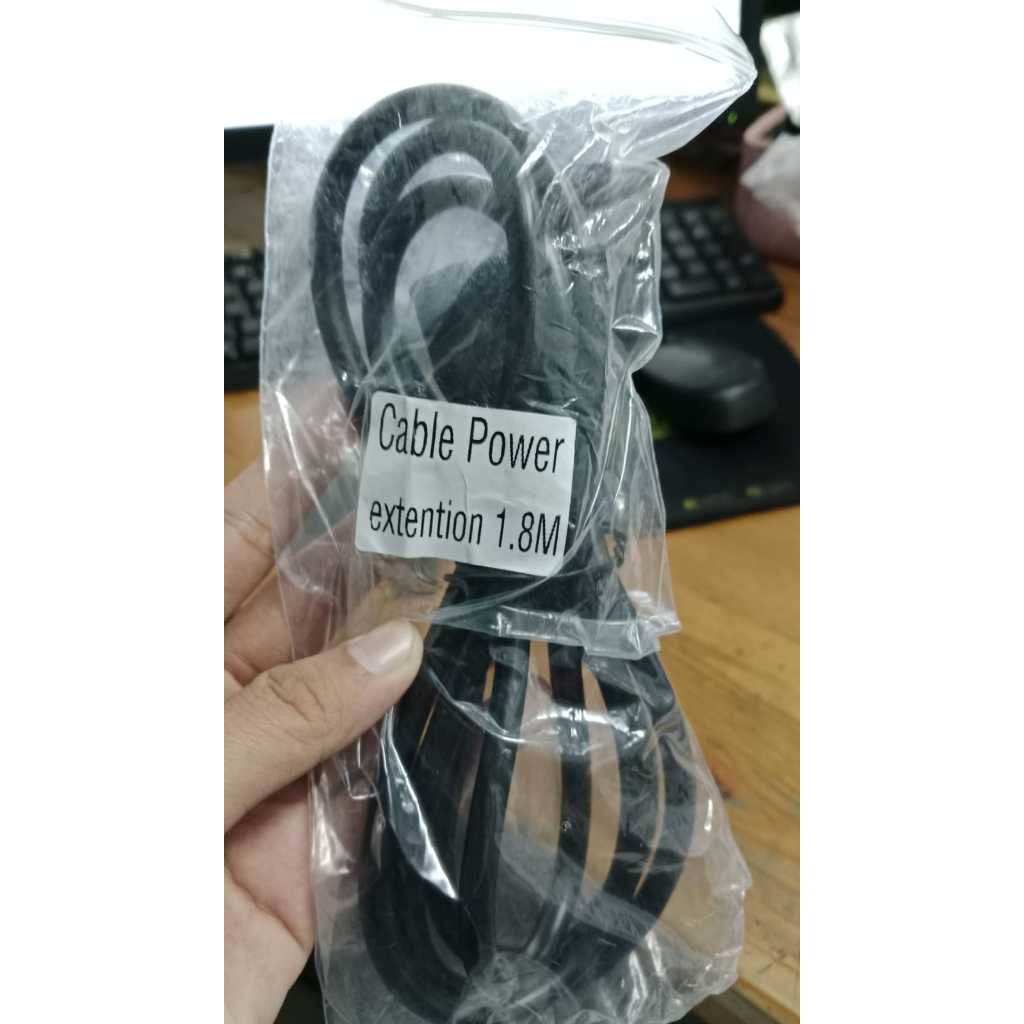 Cable Power
extention 1.8M